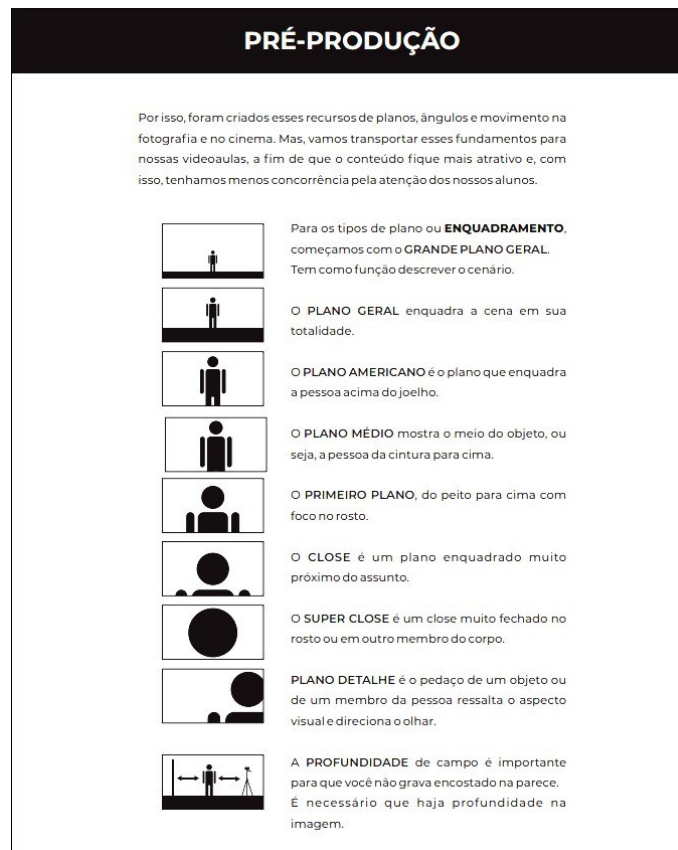 PRÉ-PRODUÇÃO
Por isso, foram criados esses recursos de planos, ângulos e movimento na
fotografia e no cinema. Mas, vamos transportar esses fundamentos para
nossas videoaulas, a fim de que o conteúdo fique mais atrativo e, com
isso, tenhamos menos concorrência pela atenção dos nossos alunos.
Para os tipos de plano ou ENQUADRAMENTO,
começamos com o GRANDE PLANO GERAL.
Tem como função descrever o cenário.
O PLANO GERAL enquadra a cena em sua
totalidade.
O PLANO AMERICANO é o plano que enquadra
a pessoa acima do joelho.
O PLANO MÉDIO mostra o meio do objeto, ou
seja, a pessoa da cintura para cima.
O PRIMEIRO PLANO, do peito para cima com
foco no rosto.
O CLOSE é um plano enquadrado muito
próximo do assunto.
O SUPER CLOSE é um close muito fechado no
rosto ou em outro membro do corpo.
PLANO DETALHE é o pedaço de um objeto ou
de um membro da pessoa ressalta o aspecto
visual e direciona o olhar.
A PROFUNDIDADE de campo é importante
para que você não grava encostado na parece.
É necessário que haja profundidade na
imagem.